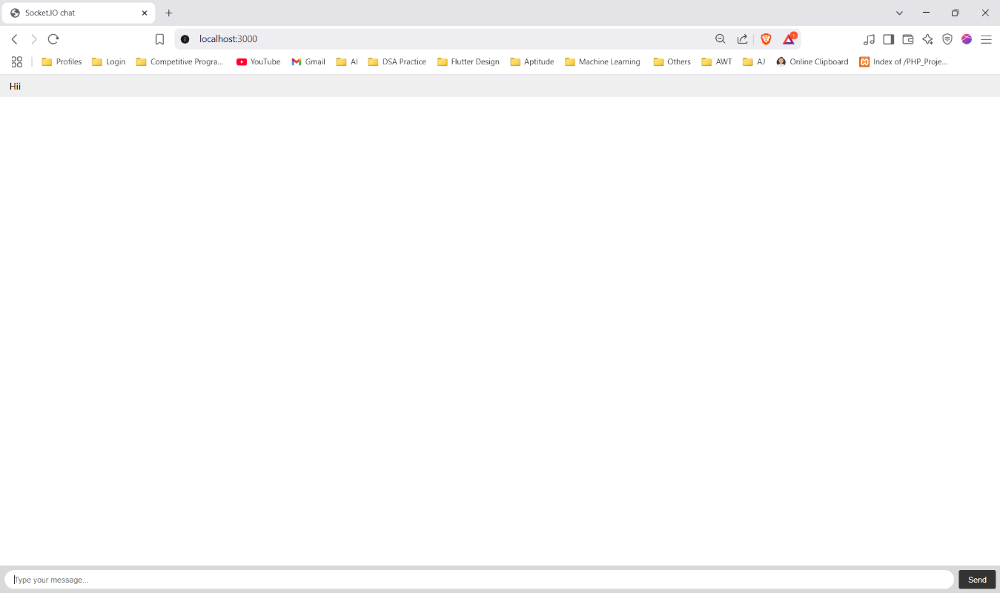 Socket.IO chat
localhost:3000
1
Profiles Login Competitive Progra... YouTube Gmail AI DSA Practice Flutter Design Aptitude Machine Learning Others AWT AJ Online Clipboard Index of /PHP_Proje...
Hii
Type your message... Send